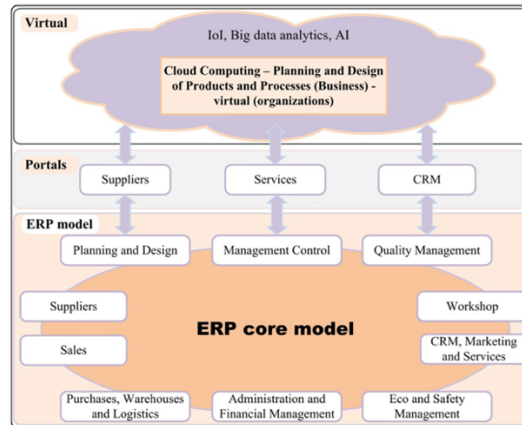 Virtual
IoI, Big data analytics, AI
Cloud Computing – Planning and Design
of Products and Processes (Business) -
virtual (organizations)
Portals
Suppliers
Services
CRM
ERP model
Planning and Design
Management Control
Quality Management
Suppliers
Workshop
ERP core model
Sales
CRM, Marketing
and Services
Purchases, Warehouses
and Logistics
Administration and
Financial Management
Eco and Safety
Management